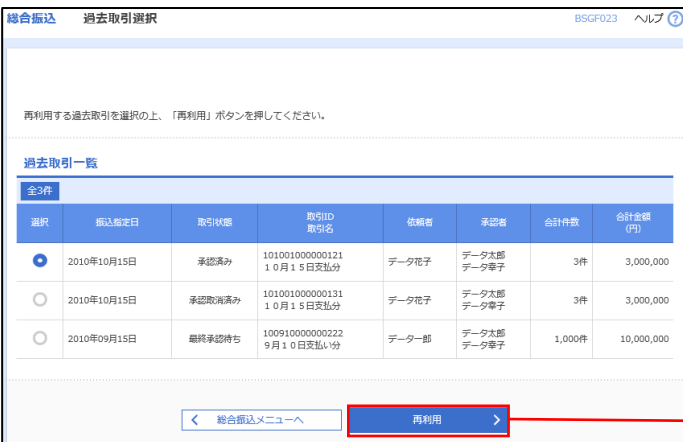 総合振込 過去取引選択 BSGF023 ヘルプ ?
再利用する過去取引を選択の上、「再利用」ボタンを押してください。
過去取引一覧
全3件
選択 振込指定日 取引状態 取引ID 取引名 依頼者 承認者 合計件数 合計金額 (円)
2010年10月15日 承認済み 101001000000121 データ花子 データ太郎 3件 3,000,000
１０月１５日支払分 データ幸子
2010年10月15日 承認取消済み 101001000000131 データ花子 データ太郎 3件 3,000,000
１０月１５日支払分 データ幸子
2010年09月15日 最終承認待ち 100910000000222 データ一郎 データ太郎 1,000件 10,000,000
９月１０日支払い分 データ幸子
総合振込メニューへ 再利用